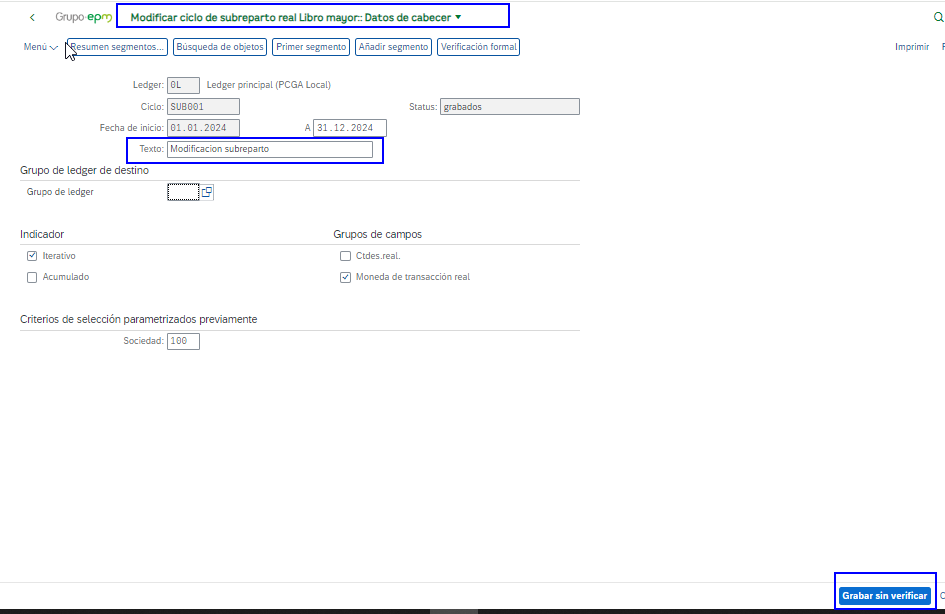 Grupo·epm Modificar ciclo de subreparto real Libro mayor:: Datos de cabecer
Menú Resumen segmentos... Búsqueda de objetos Primer segmento Añadir segmento Verificación formal Imprimir
Ledger: 0L Ledger principal (PCGA Local)
Ciclo: SUB001 Status: grabados
Fecha de inicio: 01.01.2024 A 31.12.2024
Texto: Modificacion subreparto
Grupo de ledger de destino
Grupo de ledger
Indicador Grupos de campos
Iterativo Ctdes.real.
Acumulado Moneda de transacción real
Criterios de selección parametrizados previamente
Sociedad: 100
Grabar sin verificar